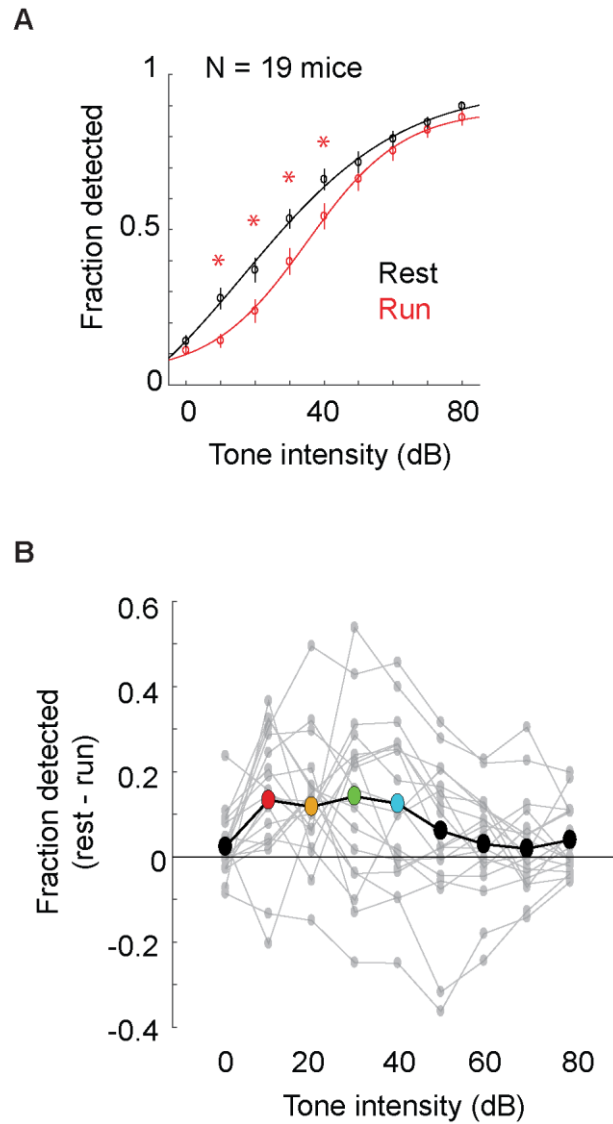 A
N = 19 mice
1
0.5
0
Fraction detected
*
*
*
*
Rest
Run
0
40
80
Tone intensity (dB)
B
0.6
0.4
0.2
0
-0.2
-0.4
Fraction detected
(rest - run)
0
20
40
60
80
Tone intensity (dB)